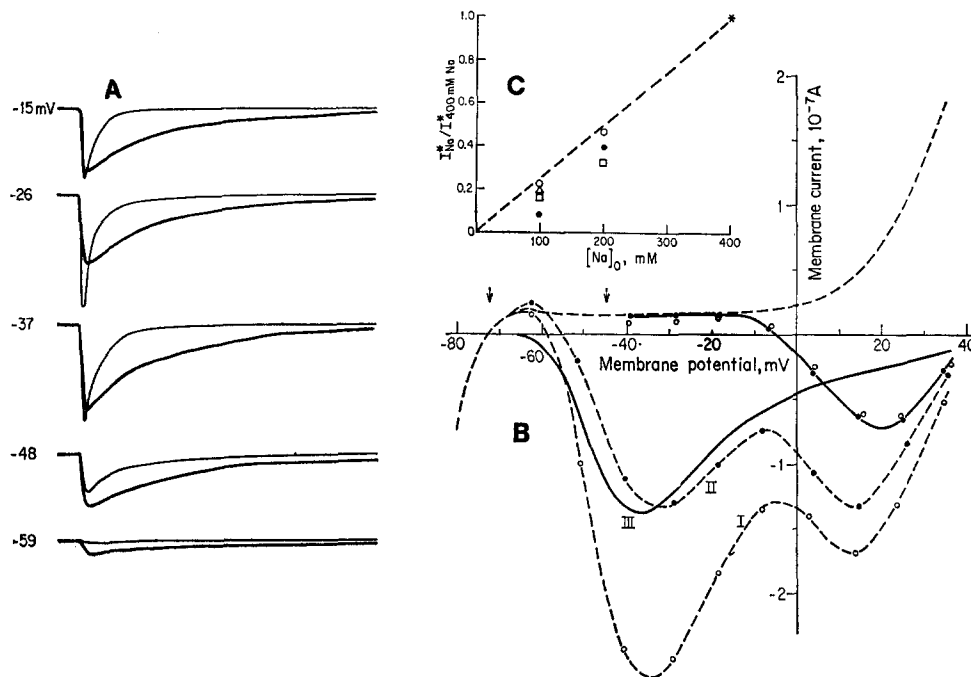 A
-15mV
-26
-37
-48
-59
C
I*Na/I*400mM Na
1.0
0.8
0.6
0.4
0.2
0
100
200
300
400
[Na]o, mM
*
2
1
-1
-2
Membrane current, 10⁻⁷A
-80
-60
-40
-20
20
40
Membrane potential, mV
B
I
II
III